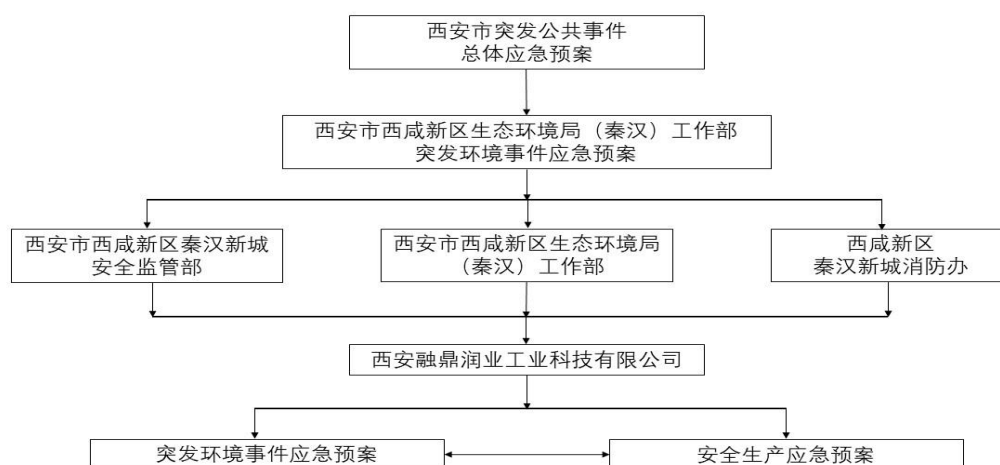 西安市突发公共事件
总体应急预案
西安市西咸新区生态环境局（秦汉）工作部
突发环境事件应急预案
西安市西咸新区秦汉新城
安全监管部
西安市西咸新区生态环境局
（秦汉）工作部
西咸新区
秦汉新城消防办
西安融鼎润业工业科技有限公司
突发环境事件应急预案
安全生产应急预案